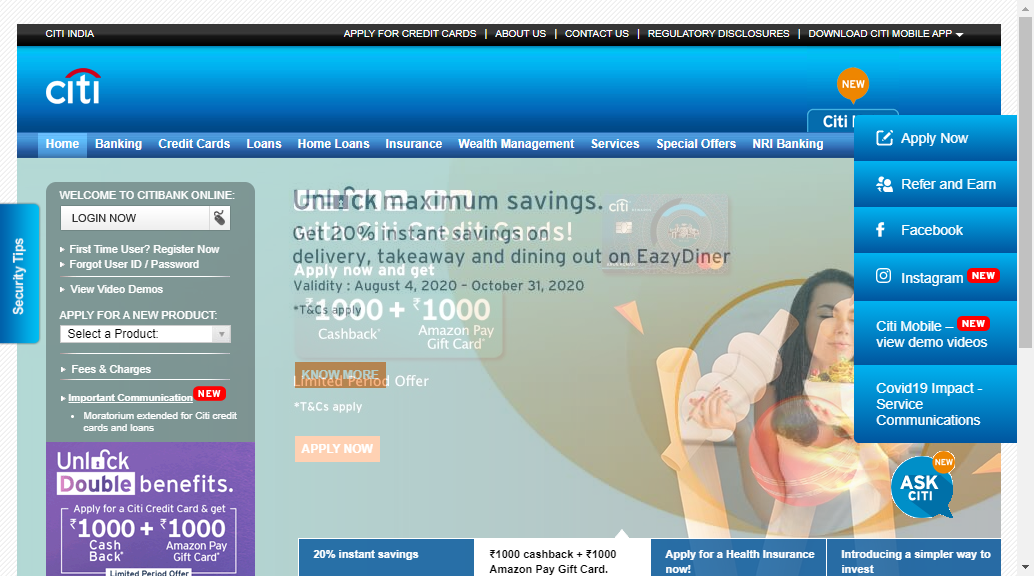 CITI INDIA
APPLY FOR CREDIT CARDS | ABOUT US | CONTACT US | REGULATORY DISCLOSURES | DOWNLOAD CITI MOBILE APP
citi
NEW
Citi
Home Banking Credit Cards Loans Home Loans Insurance Wealth Management Services Special Offers NRI Banking
Apply Now
Refer and Earn
Facebook
Instagram NEW
Citi Mobile – NEW
view demo videos
Covid19 Impact -
Service
Communications
Security Tips
WELCOME TO CITIBANK ONLINE:
LOGIN NOW
First Time User? Register Now
Forgot User ID / Password
View Video Demos
APPLY FOR A NEW PRODUCT:
Select a Product:
Fees & Charges
Important Communication NEW
• Moratorium extended for Citi credit
cards and loans
Unlock
Double benefits.
Apply for a Citi Credit Card & get
₹1000 + ₹1000
Cash Back* Amazon Pay Gift Card*
Limited Period Offer
Unlock maximum savings.
with Citi Credit Cards!
Get 20% instant savings on
delivery, takeaway and dining out on EazyDiner
Apply now and get
Validity : August 4, 2020 – October 31, 2020
*T&Cs apply
₹1000 + ₹1000
Cashback* Amazon Pay
Gift Card*
KNOW MORE
Limited Period Offer
*T&Cs apply
APPLY NOW
citi
NEW
ASK
CITI
20% instant savings
₹1000 cashback + ₹1000
Amazon Pay Gift Card.
Apply for a Health Insurance
now!
Introducing a simpler way to
invest